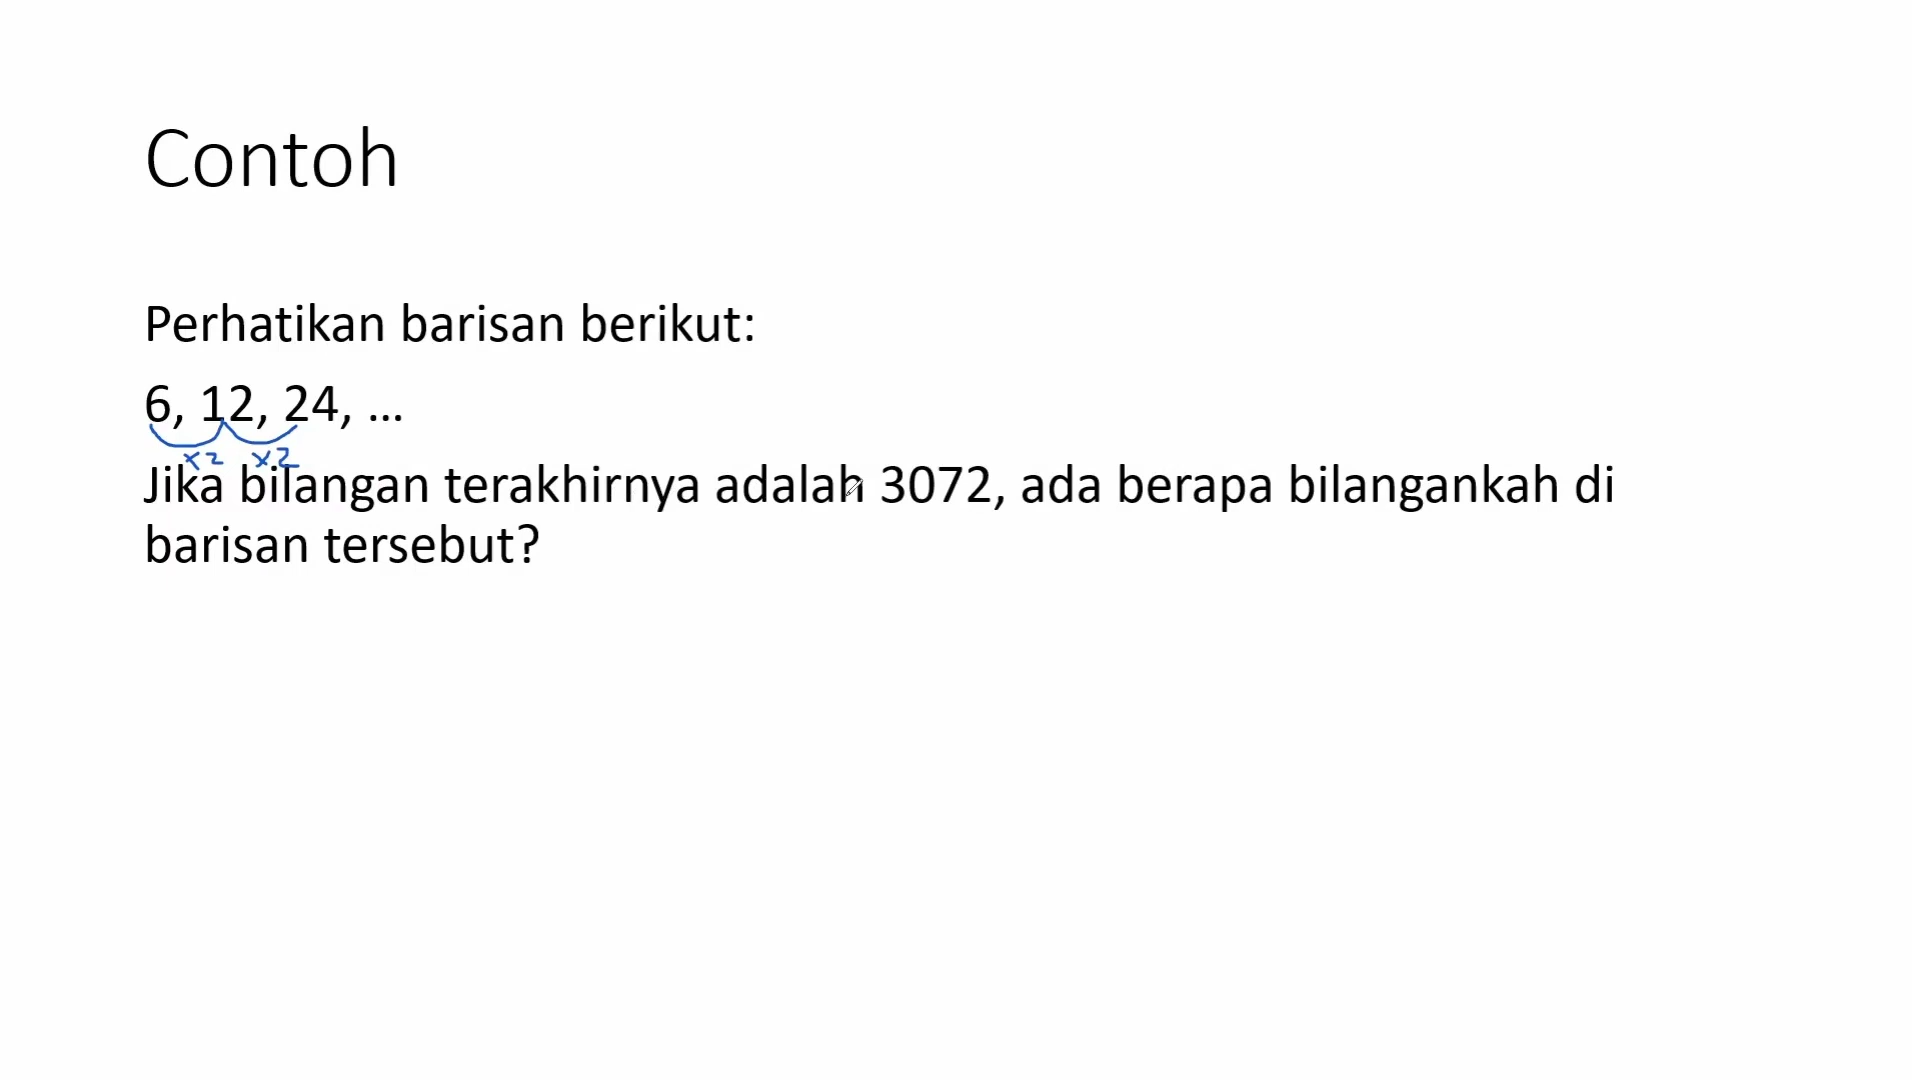 Contoh
Perhatikan barisan berikut:
6, 12, 24, ...
×2 ×2
Jika bilangan terakhirnya adalah 3072, ada berapa bilangankah di
barisan tersebut?